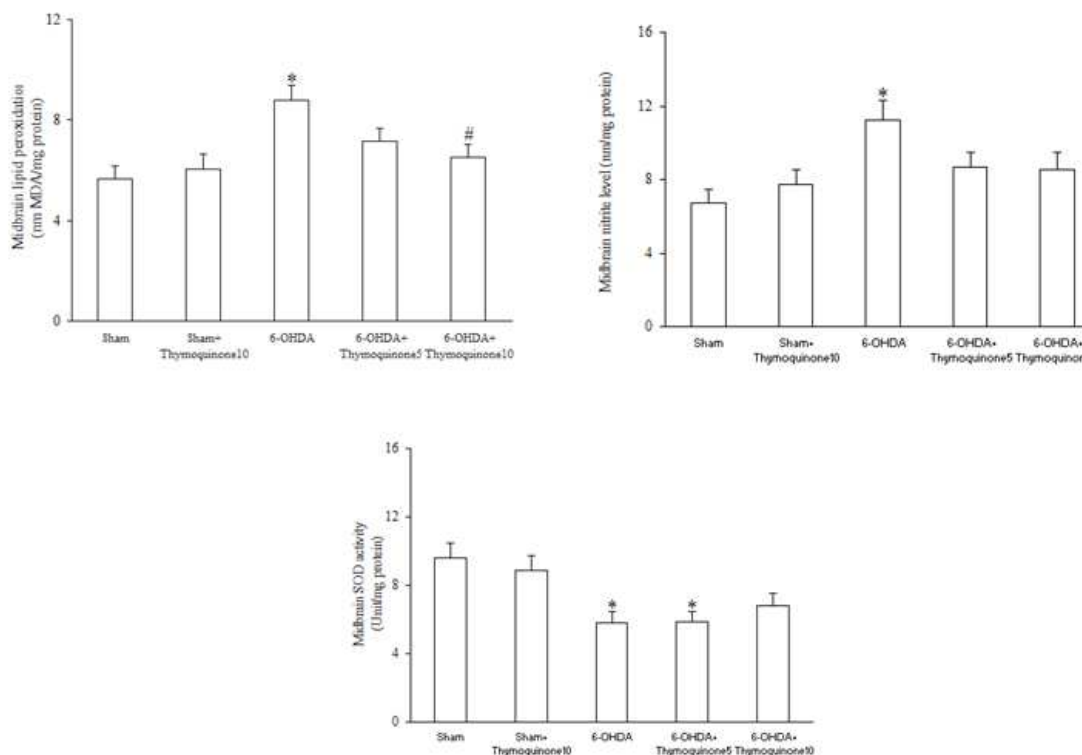 12
8
4
0
Midbrain lipid peroxidation
(nm MDA/mg protein)
*
#
Sham
Sham+
Thymoquinone10
6-OHDA
6-OHDA+
Thymoquinone5
6-OHDA+
Thymoquinone10
16
12
8
4
0
Midbrain nitrite level (nm/mg protein)
*
Sham
Sham+
Thymoquinone10
6-OHDA
6-OHDA+
Thymoquinone5
6-OHDA+
16
12
8
4
0
Midbrain SOD activity
(Unit/mg protein)
*
*
Sham
Sham+
Thymoquinone10
6-OHDA
6-OHDA+
Thymoquinone5
6-OHDA+
Thymoquinone10